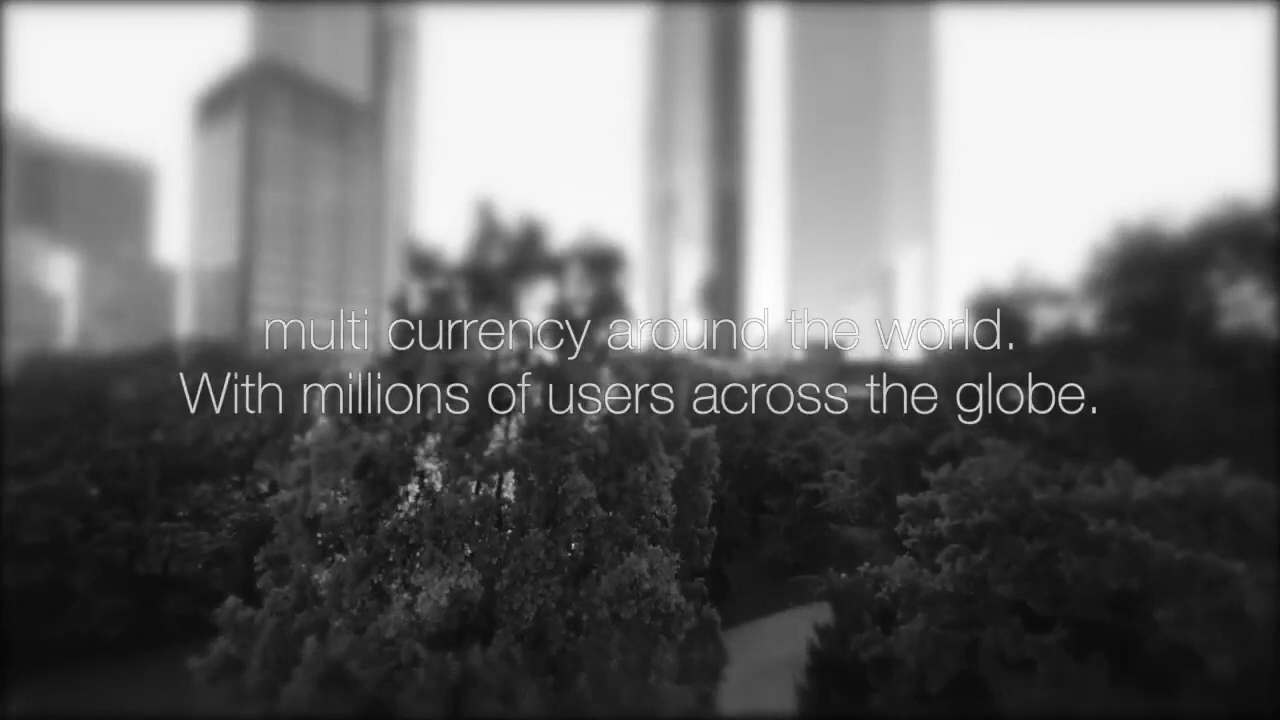 multi currency around the world.
With millions of users across the globe.